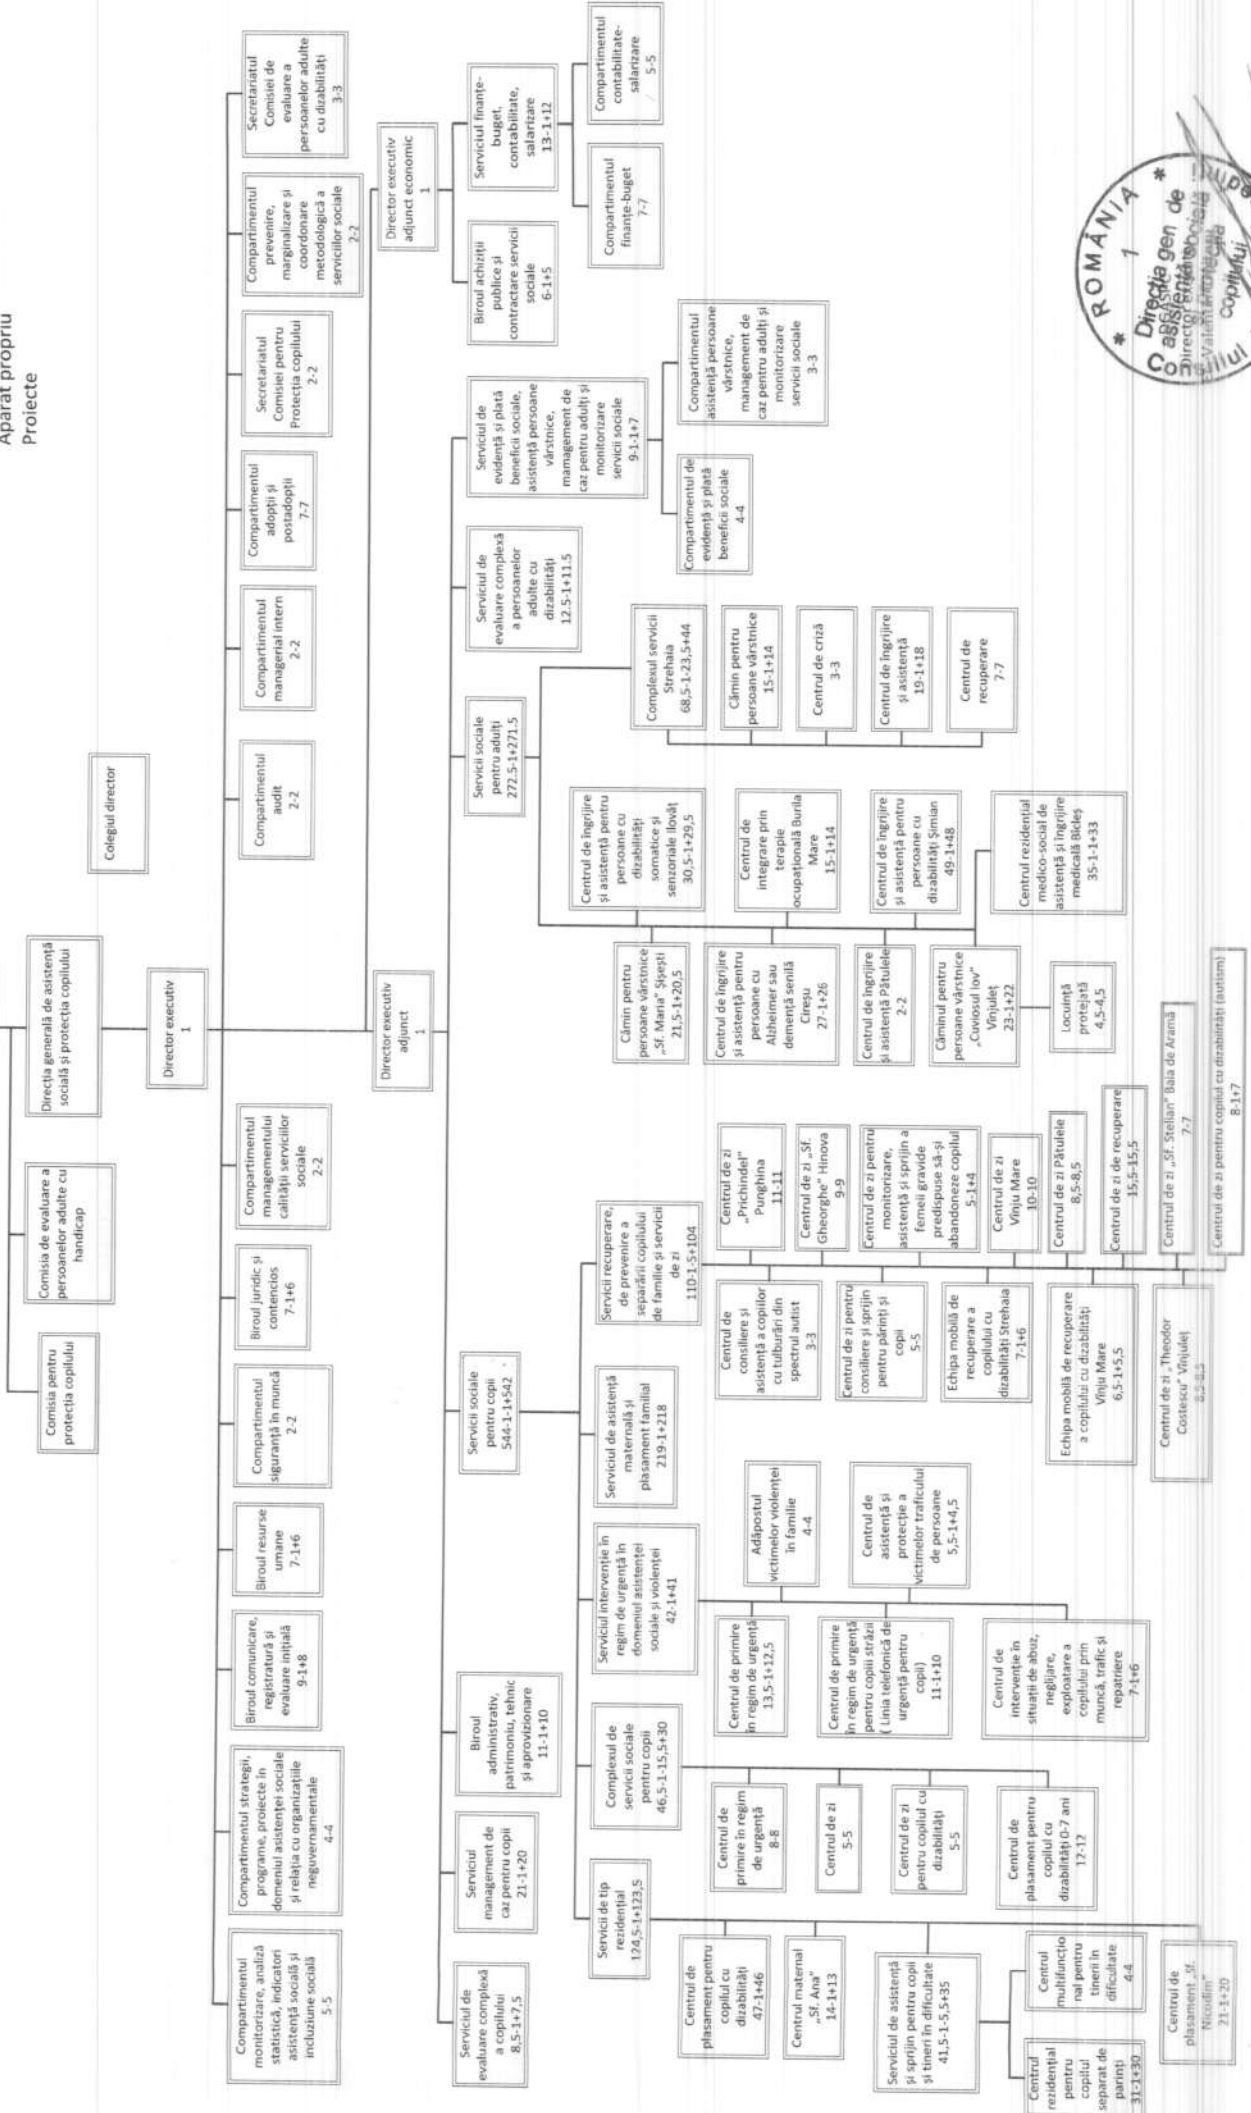 Aparat propriu
Proiecte
Comisia pentru
protecția copilului
Comisia de evaluare a
persoanelor adulte cu
handicap
Direcția generală de asistență
socială și protecția copilului
Colegiul director
Director executiv
1
Compartimentul
monitorizare, analiză
statistică, indicatori
asistență socială și
incluziune socială
5-5
Compartimentul strategii,
programe, proiecte în
domeniul asistenței sociale
și relația cu organizațiile
neguvernamentale
4-4
Biroul comunicare,
registratură și
evaluare inițială
9-1+8
Biroul resurse
umane
7-1+6
Compartimentul
siguranță în muncă
2-2
Biroul juridic și
contencios
7-1+6
Compartimentul
managementului
calității serviciilor
sociale
2-2
Compartimentul
audit
2-2
Compartimentul
managerial intern
2-2
Compartimentul
adopții și
postadopții
7-7
Secretariatul
Comisiei pentru
Protecția copilului
2-2
Compartimentul
prevenire,
marginalizare și
coordonare
metodologică a
serviciilor sociale
2-2
Secretariatul
Comisiei de
evaluare a
persoanelor adulte
cu dizabilități
3-3
Director executiv
adjunct
1
Director executiv
adjunct economic
1
Serviciul de
evaluare complexă
a copilului
8,5-1+7,5
Serviciul
management de
caz pentru copii
21-1+20
Biroul
administrativ,
patrimoniu, tehnic
și aprovizionare
11-1+10
Servicii sociale
pentru copii
544-1-1+542
Servicii sociale
pentru adulți
272.5-1+271.5
Serviciul de
evaluare complexă
a persoanelor
adulte cu
dizabilități
12.5-1+11.5
Serviciul de
evidență și plată
beneficii sociale,
asistență persoane
vârstnice,
mamagement de
caz pentru adulți și
monitorizare
servicii sociale
9-1-1+7
Biroul achiziții
publice și
contractare servicii
sociale
6-1+5
Serviciul finanțe-
buget,
contabilitate,
salarizare
13-1+12
Compartimentul
finanțe-buget
7-7
Compartimentul
contabilitate-
salarizare
5-5
Compartimentul de
evidență și plată
beneficii sociale
4-4
Compartimentul
asistență persoane
vârstnice,
management de
caz pentru adulți și
monitorizare
servicii sociale
3-3
Servicii de tip
rezidențial
124,5-1+123,5
Complexul de
servicii sociale
pentru copii
46,5-1-15,5+30
Serviciul intervenție în
regim de urgență în
domeniul asistenței
sociale și violenței
42-1+41
Serviciul de asistență
maternală și
plasament familial
219-1+218
Servicii recuperare,
de prevenire a
separării copilului
de familie și servicii
de zi
110-1-5+104
Centrul de
plasament pentru
copilul cu
dizabilități
47-1+46
Centrul maternal
„Sf. Ana”
14-1+13
Serviciul de asistență
și sprijin pentru copii
și tineri în dificultate
41,5-1-5,5+35
Centrul
rezidențial
pentru
copilul
separat de
parinți
31-1+30
Centrul
multifuncțio
nal pentru
tinerii în
dificultate
4-4
Centrul de
plasament „Sf.
Nicodim”
21-1+20
Centrul de
primire în regim
de urgență
8-8
Centrul de zi
5-5
Centrul de zi
pentru copilul cu
dizabilități
5-5
Centrul de
plasament pentru
copilul cu
dizabilități 0-7 ani
12-12
Centrul de primire
în regim de urgență
13,5-1+12,5
Centrul de primire
în regim de urgență
pentru copiii străzii
( Linia telefonică de
urgență pentru
copii)
11-1+10
Centrul de
intervenție în
situații de abuz,
neglijare,
exploatare a
copilului prin
muncă, trafic și
repatriere
7-1+6
Adăpostul
victimelor violenței
în familie
4-4
Centrul de
asistență și
protecție a
victimelor traficului
de persoane
5,5-1+4,5
Centrul de
consiliere și
asistență a copiilor
cu tulburări din
spectrul autist
3-3
Centrul de zi pentru
consiliere și sprijin
pentru părinți și
copii
5-5
Echipa mobilă de
recuperare a
copilului cu
dizabilități Strehaia
7-1+6
Echipa mobilă de recuperare
a copilului cu dizabilități
Vînju Mare
6,5-1+5,5
Centrul de zi „Theodor
Costescu” Vînjuleț
8,5-8,5
Centrul de zi
„Prichindel”
Punghina
11-11
Centrul de zi „Sf.
Gheorghe” Hinova
9-9
Centrul de zi pentru
monitorizare,
asistență și sprijin a
femeii gravide
predispuse să-și
abandoneze copilul
5-1+4
Centrul de zi
Vînju Mare
10-10
Centrul de zi Pătulele
8,5-8,5
Centrul de zi de recuperare
15,5-15,5
Centrul de zi „Sf. Stelian” Baia de Aramă
7-7
Centrul de zi pentru copilul cu dizabilități (autism)
8-1+7
Cămin pentru
persoane vârstnice
„Sf. Maria” Șișești
21,5-1+20,5
Centrul de îngrijire
și asistență pentru
persoane cu
Alzheimer sau
demență senilă
Cireșu
27-1+26
Centrul de îngrijire
și asistență Pătulele
2-2
Căminul pentru
persoane vârstnice
„Cuviosul Iov”
Vînjuleț
23-1+22
Locuință
protejată
4,5-4,5
Centrul de îngrijire
și asistență pentru
persoane cu
dizabilități
somatice și
senzoriale Ilovăț
30,5-1+29,5
Centrul de
integrare prin
terapie
ocupațională Burila
Mare
15-1+14
Centrul de îngrijire
și asistență pentru
persoane cu
dizabilități Șimian
49-1+48
Centrul rezidențial
medico-social de
asistență și îngrijire
medicală Bîcleș
35-1-1+33
Complexul servicii
Strehaia
68,5-1-23,5+44
Cămin pentru
persoane vârstnice
15-1+14
Centrul de criză
3-3
Centrul de îngrijire
și asistență
19-1+18
Centrul de
recuperare
7-7
* ROMÂNIA *
1
Direcția gen de
asistență
Copilului
Consiliul